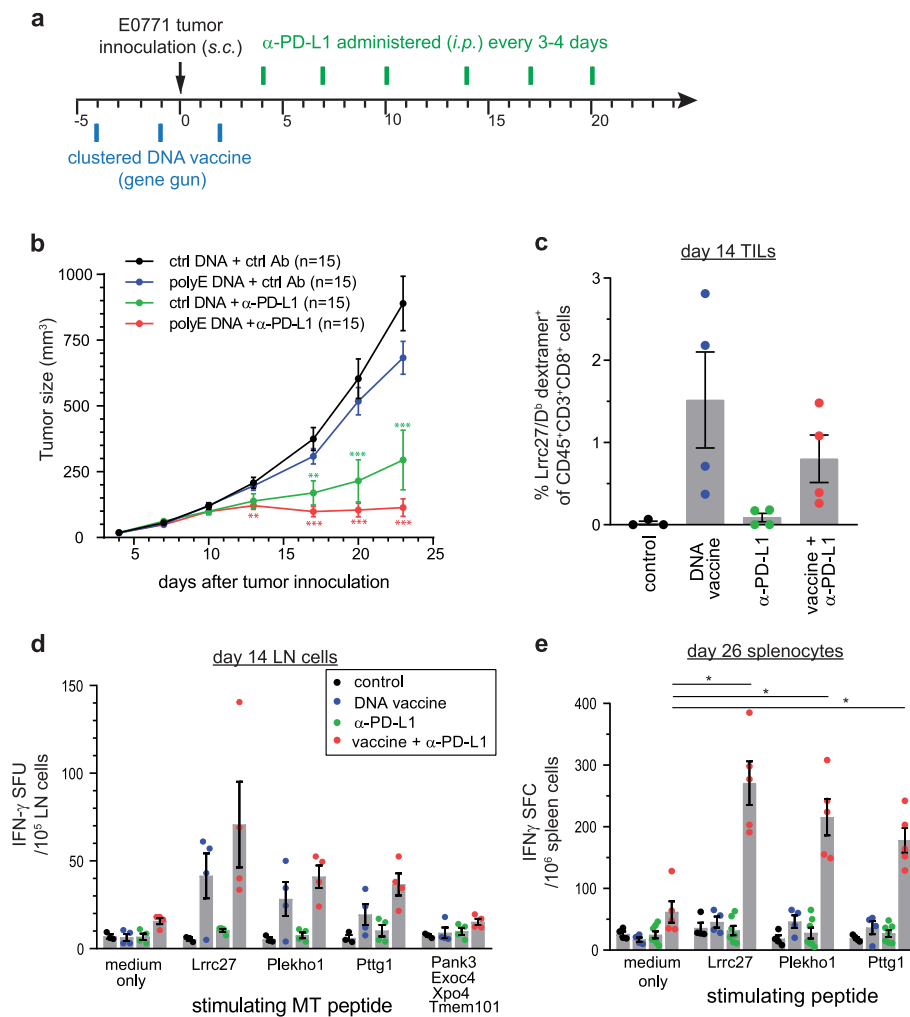 a
E0771 tumor
innoculation (s.c.)
α-PD-L1 administered (i.p.) every 3-4 days
-5 0 5 10 15 20
clustered DNA vaccine
(gene gun)
b
ctrl DNA + ctrl Ab (n=15)
polyE DNA + ctrl Ab (n=15)
ctrl DNA + α-PD-L1 (n=15)
polyE DNA +α-PD-L1 (n=15)
Tumor size (mm³)
1000
750
500
250
0
** *** ***
** *** *** ***
5 10 15 20 25
days after tumor innoculation
c
day 14 TILs
% Lrrc27/Dᵇ dextramer⁺
of CD45⁺CD3⁺CD8⁺ cells
3
2
1
0
control
DNA
vaccine
α-PD-L1
vaccine +
α-PD-L1
d
day 14 LN cells
control
DNA vaccine
α-PD-L1
vaccine + α-PD-L1
IFN-γ SFU
/10⁵ LN cells
150
100
50
0
medium
only
Lrrc27
Plekho1
Pttg1
Pank3
Exoc4
Xpo4
Tmem101
stimulating MT peptide
e
day 26 splenocytes
*
*
*
IFNγ SFC
/10⁶ spleen cells
400
300
200
100
0
medium
only
Lrrc27
Plekho1
Pttg1
stimulating peptide